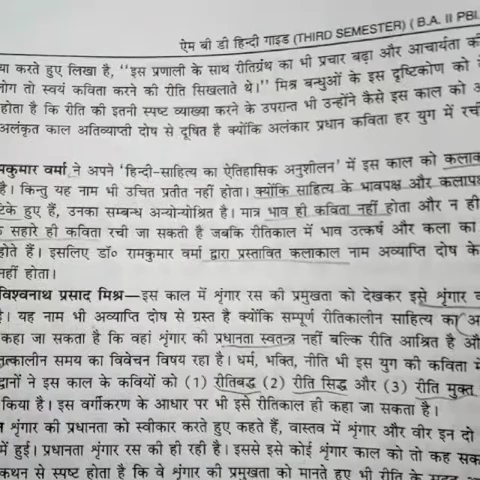 ऐम बी डी हिन्दी गाइड (THIRD SEMESTER) ( B.A. II PBI.
या करते हुए लिखा है, ‘‘इस प्रणाली के साथ रीतिग्रंथ का भी प्रचार बढ़ा और आचार्यता की
लोग तो स्वयं कविता करने की रीति सिखलाते थे।’’ मिश्र बन्धुओं के इस दृष्टिकोण को
होता है कि रीति की इतनी स्पष्ट व्याख्या करने के उपरान्त भी उन्होंने कैसे इस काल को अ
अलंकृत काल अतिव्याप्ती दोष से दूषित है क्योंकि अलंकार प्रधान कविता हर युग में रची
मकुमार वर्मा ने अपने ‘हिन्दी-साहित्य का ऐतिहासिक अनुशीलन’ में इस काल को कलाक
है। किन्तु यह नाम भी उचित प्रतीत नहीं होता। क्योंकि साहित्य के भावपक्ष और कलापक्ष
टिके हुए हैं, उनका सम्बन्ध अन्योन्योश्रित है। मात्र भाव ही कविता नहीं होता और न ही
सहारे ही कविता रची जा सकती है जबकि रीतिकाल में भाव उत्कर्ष और कला का
होते हैं। इसलिए डॉ० रामकुमार वर्मा द्वारा प्रस्तावित कलाकाल नाम अव्याप्ति दोष के
नहीं होता।
विश्वनाथ प्रसाद मिश्र—इस काल में शृंगार रस की प्रमुखता को देखकर इसे शृंगार
है। यह नाम भी अव्याप्ति दोष से ग्रस्त है क्योंकि सम्पूर्ण रीतिकालीन साहित्य का अ
कहा जा सकता है कि वहां शृंगार की प्रधानता स्वतन्त्र नहीं बल्कि रीति आश्रित है औ
तत्कालीन समय का विवेचन विषय रहा है। धर्म, भक्ति, नीति भी इस युग की कविता में
द्वानों ने इस काल के कवियों को (1) रीतिबद्ध (2) रीति सिद्ध और (3) रीति मुक्त
किया है। इस वर्गीकरण के आधार पर भी इसे रीतिकाल ही कहा जा सकता है।
शृंगार की प्रधानता को स्वीकार करते हुए कहते हैं, वास्तव में शृंगार और वीर इन दो
में हुई। प्रधानता शृंगार रस की ही रही है। इससे इसे कोई शृंगार काल को तो कह सक
कथन से स्पष्ट होता है कि वे शृंगार की प्रमुखता को मानते हुए भी रीति के